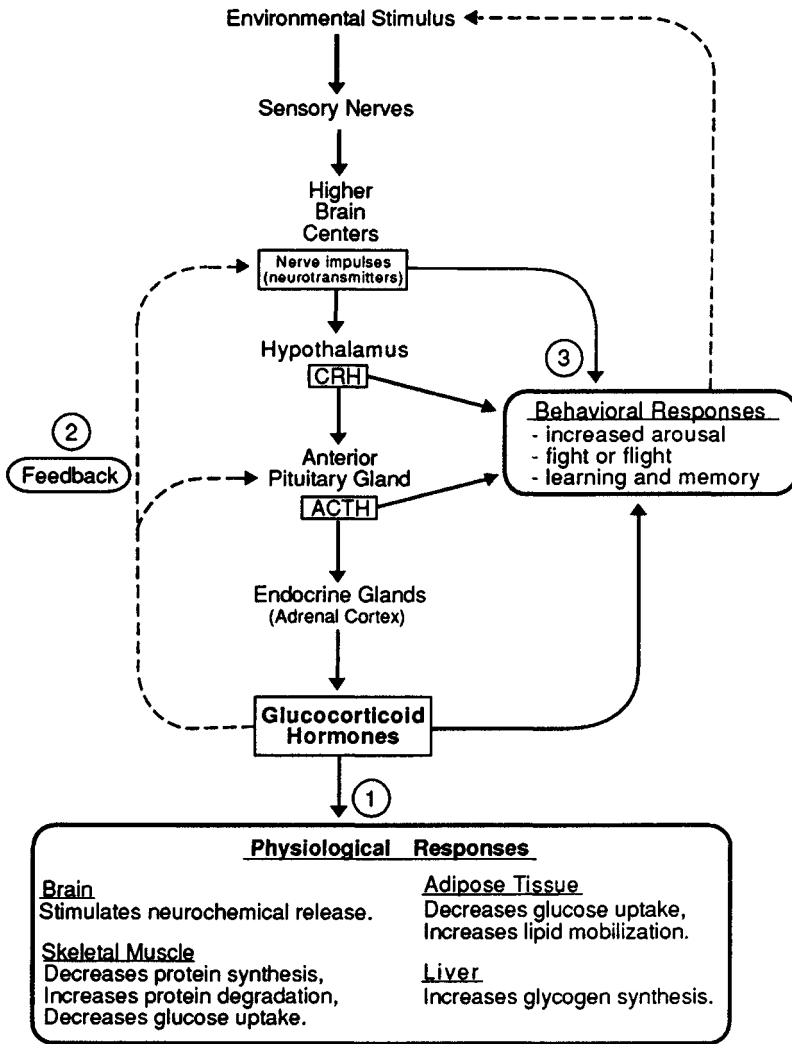 Environmental Stimulus
Sensory Nerves
Higher
Brain
Centers
Nerve impulses
(neurotransmitters)
Hypothalamus
CRH
3
Behavioral Responses
- increased arousal
- fight or flight
- learning and memory
2
Feedback
Anterior
Pituitary Gland
ACTH
Endocrine Glands
(Adrenal Cortex)
Glucocorticoid
Hormones
1
Physiological Responses
Brain
Stimulates neurochemical release.
Skeletal Muscle
Decreases protein synthesis,
Increases protein degradation,
Decreases glucose uptake.
Adipose Tissue
Decreases glucose uptake,
Increases lipid mobilization.
Liver
Increases glycogen synthesis.